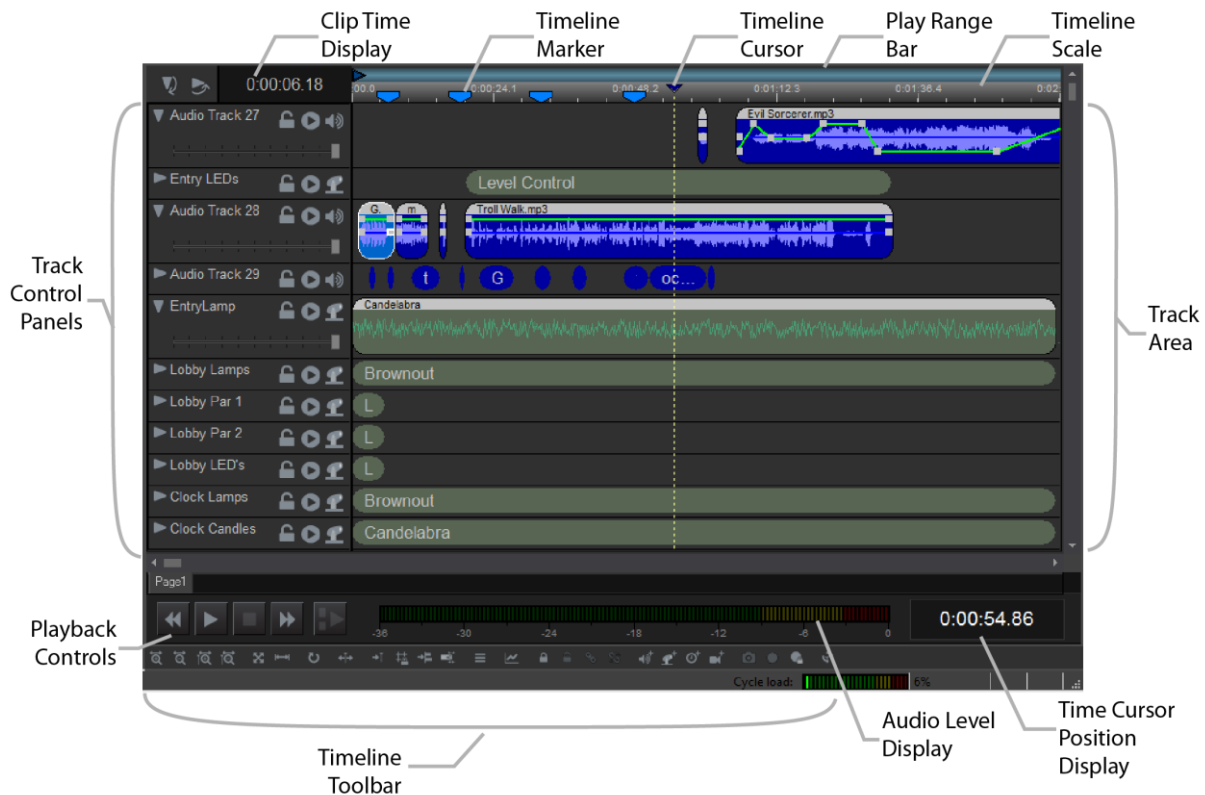 Clip Time
Display
Timeline
Marker
Timeline
Cursor
Play Range
Bar
Timeline
Scale
0:00:06.18
:00.0
0:00:24.1
0:00:48.2
0:01:12.3
0:01:36.4
0:02:
Audio Track 27
Evil Sorcerer.mp3
Entry LEDs
Level Control
Audio Track 28
G.
m
Troll Walk.mp3
Audio Track 29
t
G
oc...
EntryLamp
Candelabra
Lobby Lamps
Brownout
Lobby Par 1
L
Lobby Par 2
L
Lobby LED's
L
Clock Lamps
Brownout
Clock Candles
Candelabra
Track
Control
Panels
Track
Area
Page1
-36
-30
-24
-18
-12
-6
0
0:00:54.86
Playback
Controls
Cycle load:
6%
Timeline
Toolbar
Audio Level
Display
Time Cursor
Position
Display